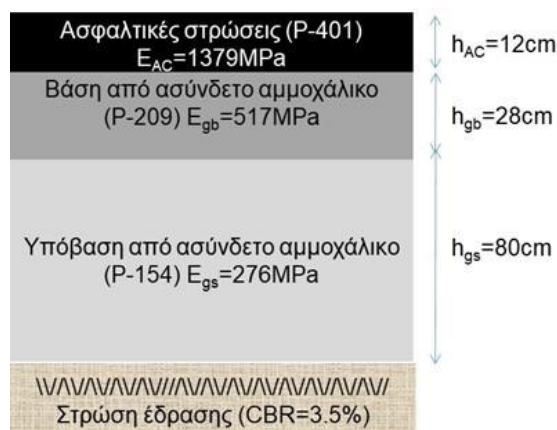 Ασφαλτικές στρώσεις (P-401)
E_AC=1379MPa
h_AC=12cm
Βάση από ασύνδετο αμμοχάλικο
(P-209) E_gb=517MPa
h_gb=28cm
Υπόβαση από ασύνδετο αμμοχάλικο
(P-154) E_gs=276MPa
h_gs=80cm
Στρώση έδρασης (CBR=3.5%)